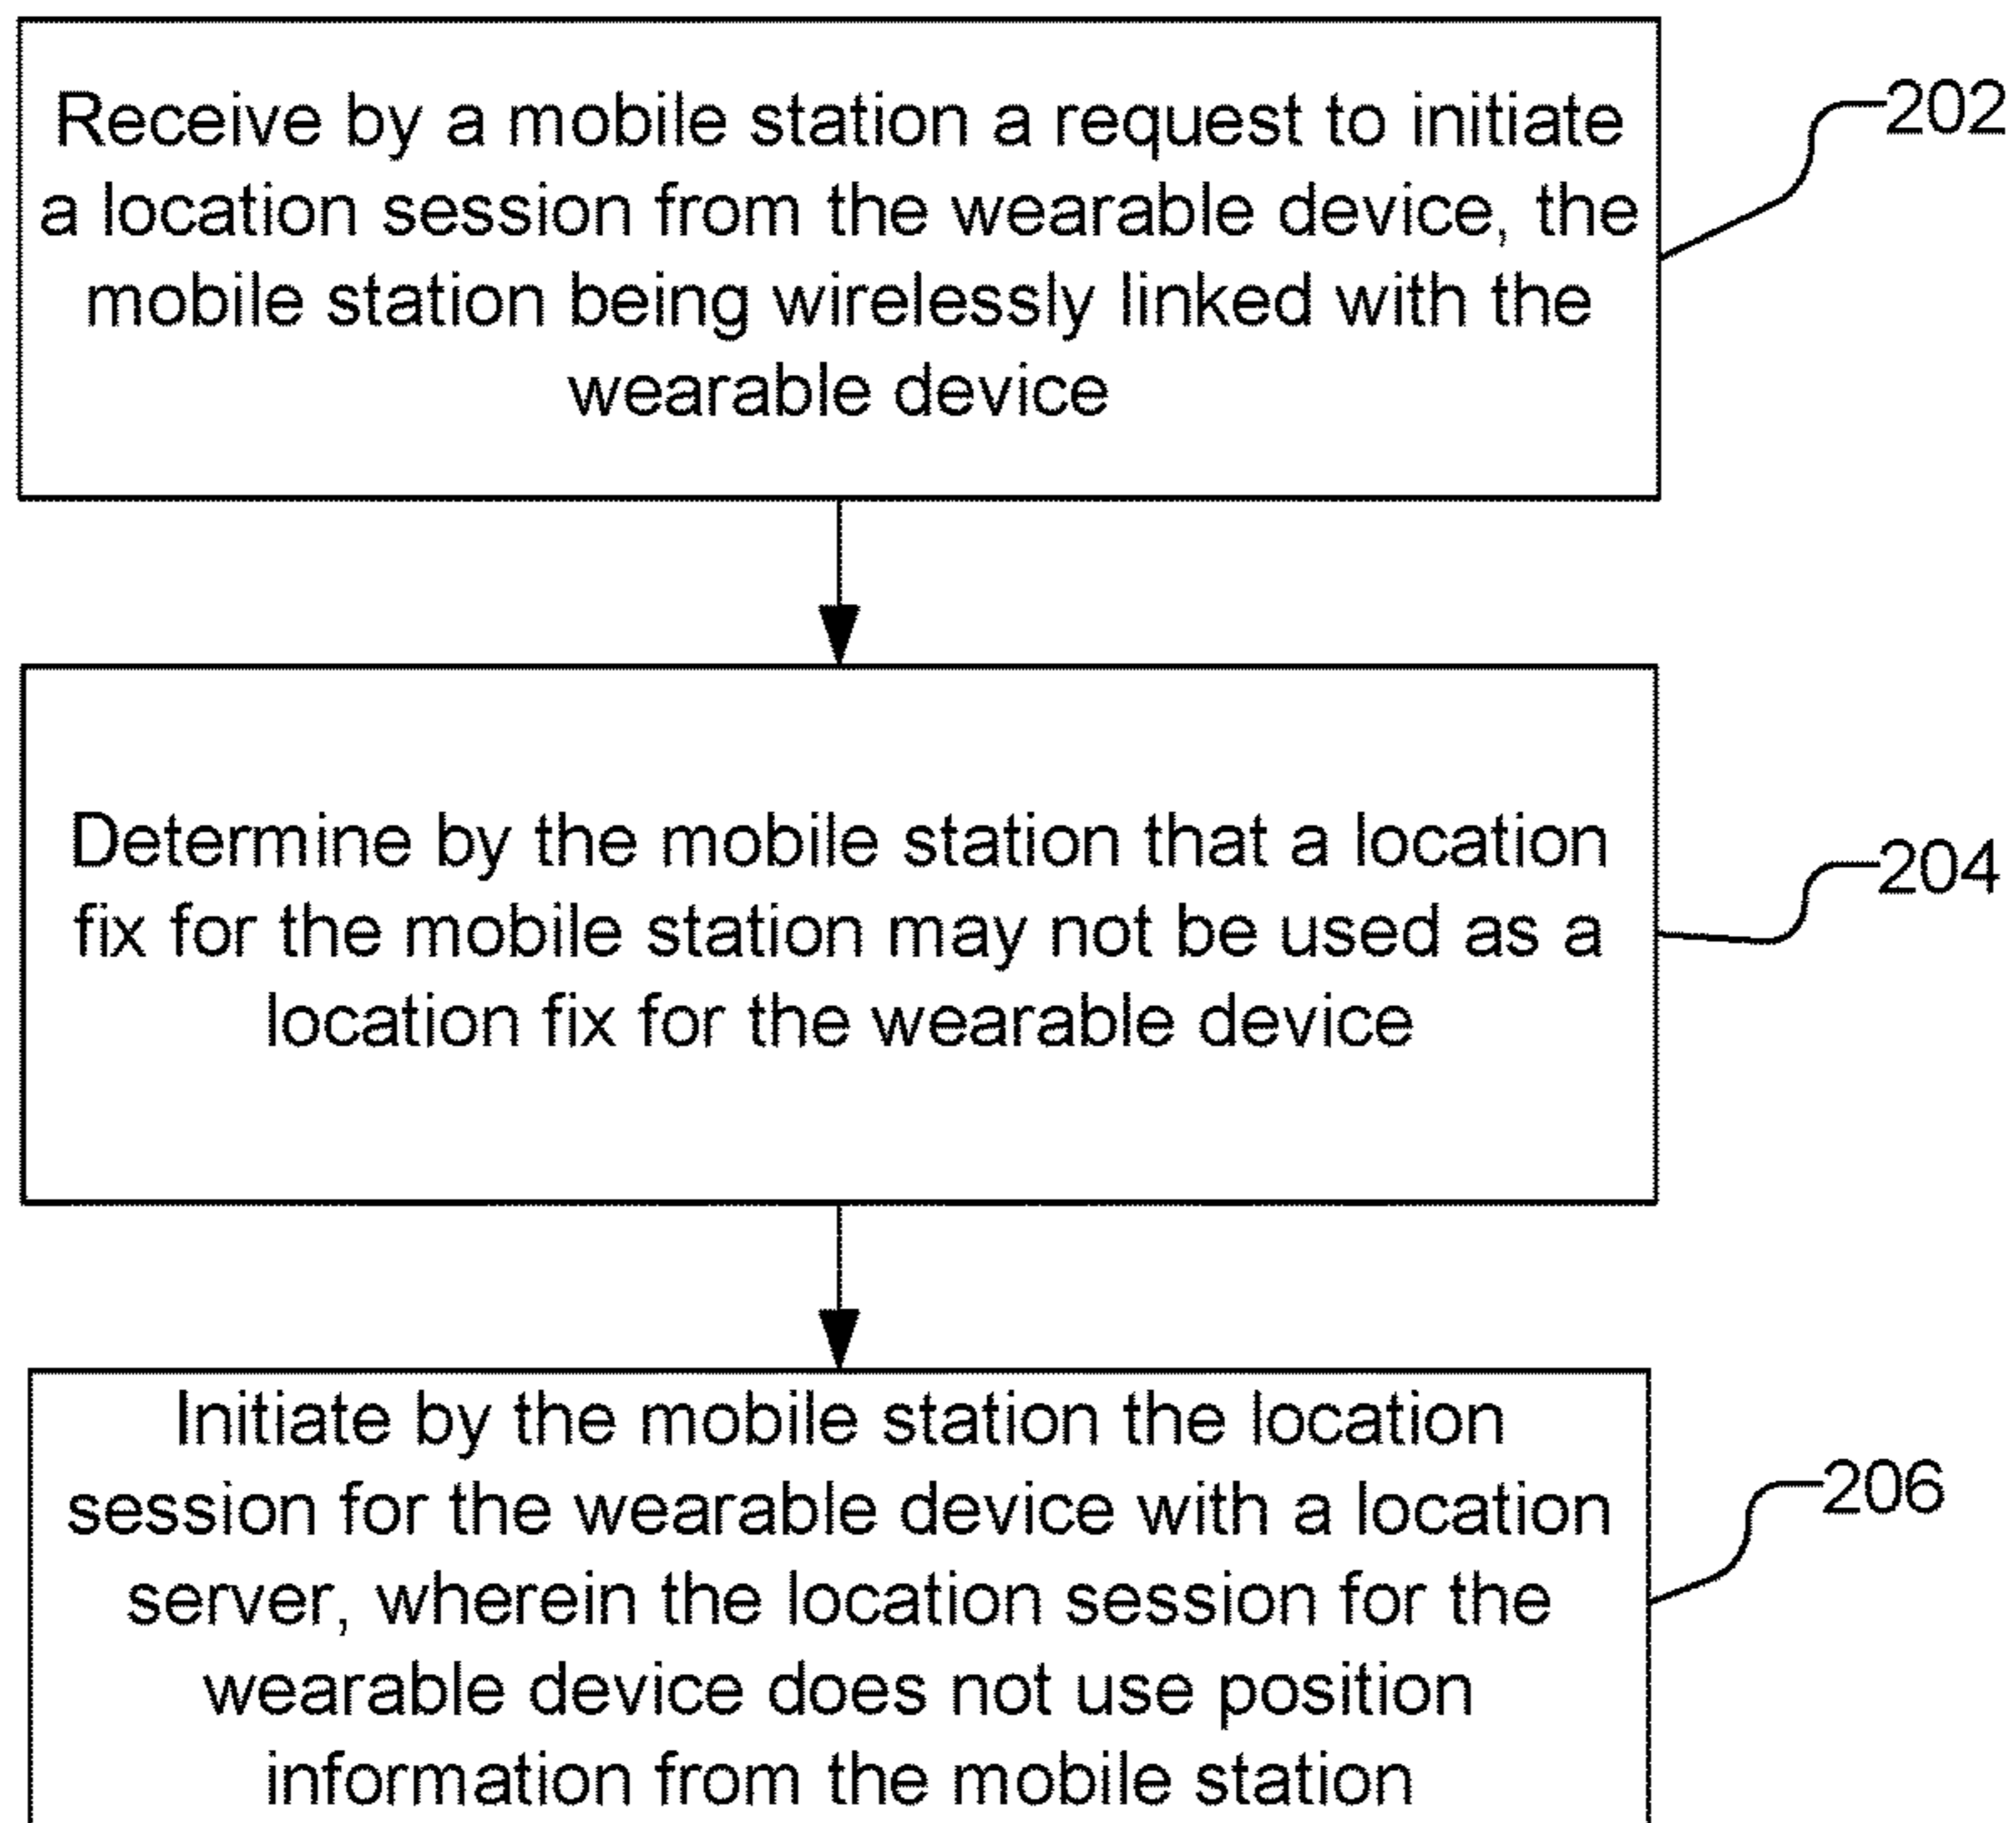 Receive by a mobile station a request to initiate
a location session from the wearable device, the
mobile station being wirelessly linked with the
wearable device
202
Determine by the mobile station that a location
fix for the mobile station may not be used as a
location fix for the wearable device
204
Initiate by the mobile station the location
session for the wearable device with a location
server, wherein the location session for the
wearable device does not use position
information from the mobile station
206